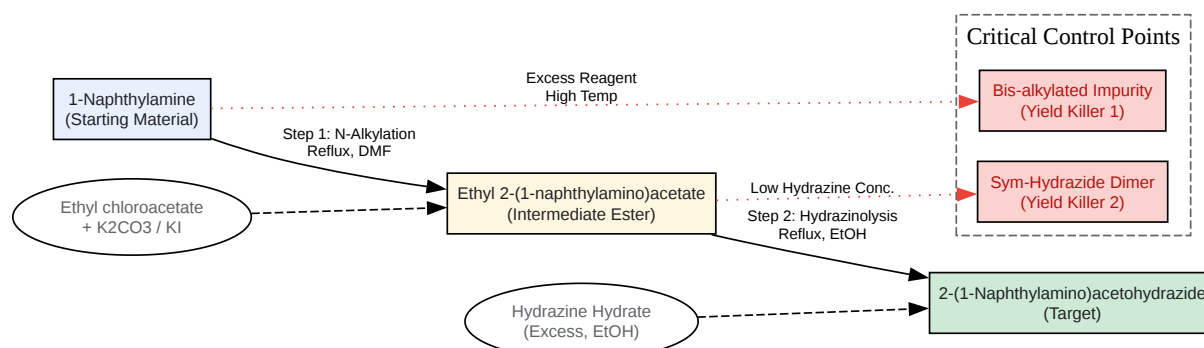 Critical Control Points
1-Naphthylamine
(Starting Material)
Excess Reagent
High Temp
Bis-alkylated Impurity
(Yield Killer 1)
Step 1: N-Alkylation
Reflux, DMF
Ethyl chloroacetate
+ K2CO3 / KI
Ethyl 2-(1-naphthylamino)acetate
(Intermediate Ester)
Low Hydrazine Conc.
Sym-Hydrazide Dimer
(Yield Killer 2)
Step 2: Hydrazinolysis
Reflux, EtOH
Hydrazine Hydrate
(Excess, EtOH)
2-(1-Naphthylamino)acetohydrazide
(Target)